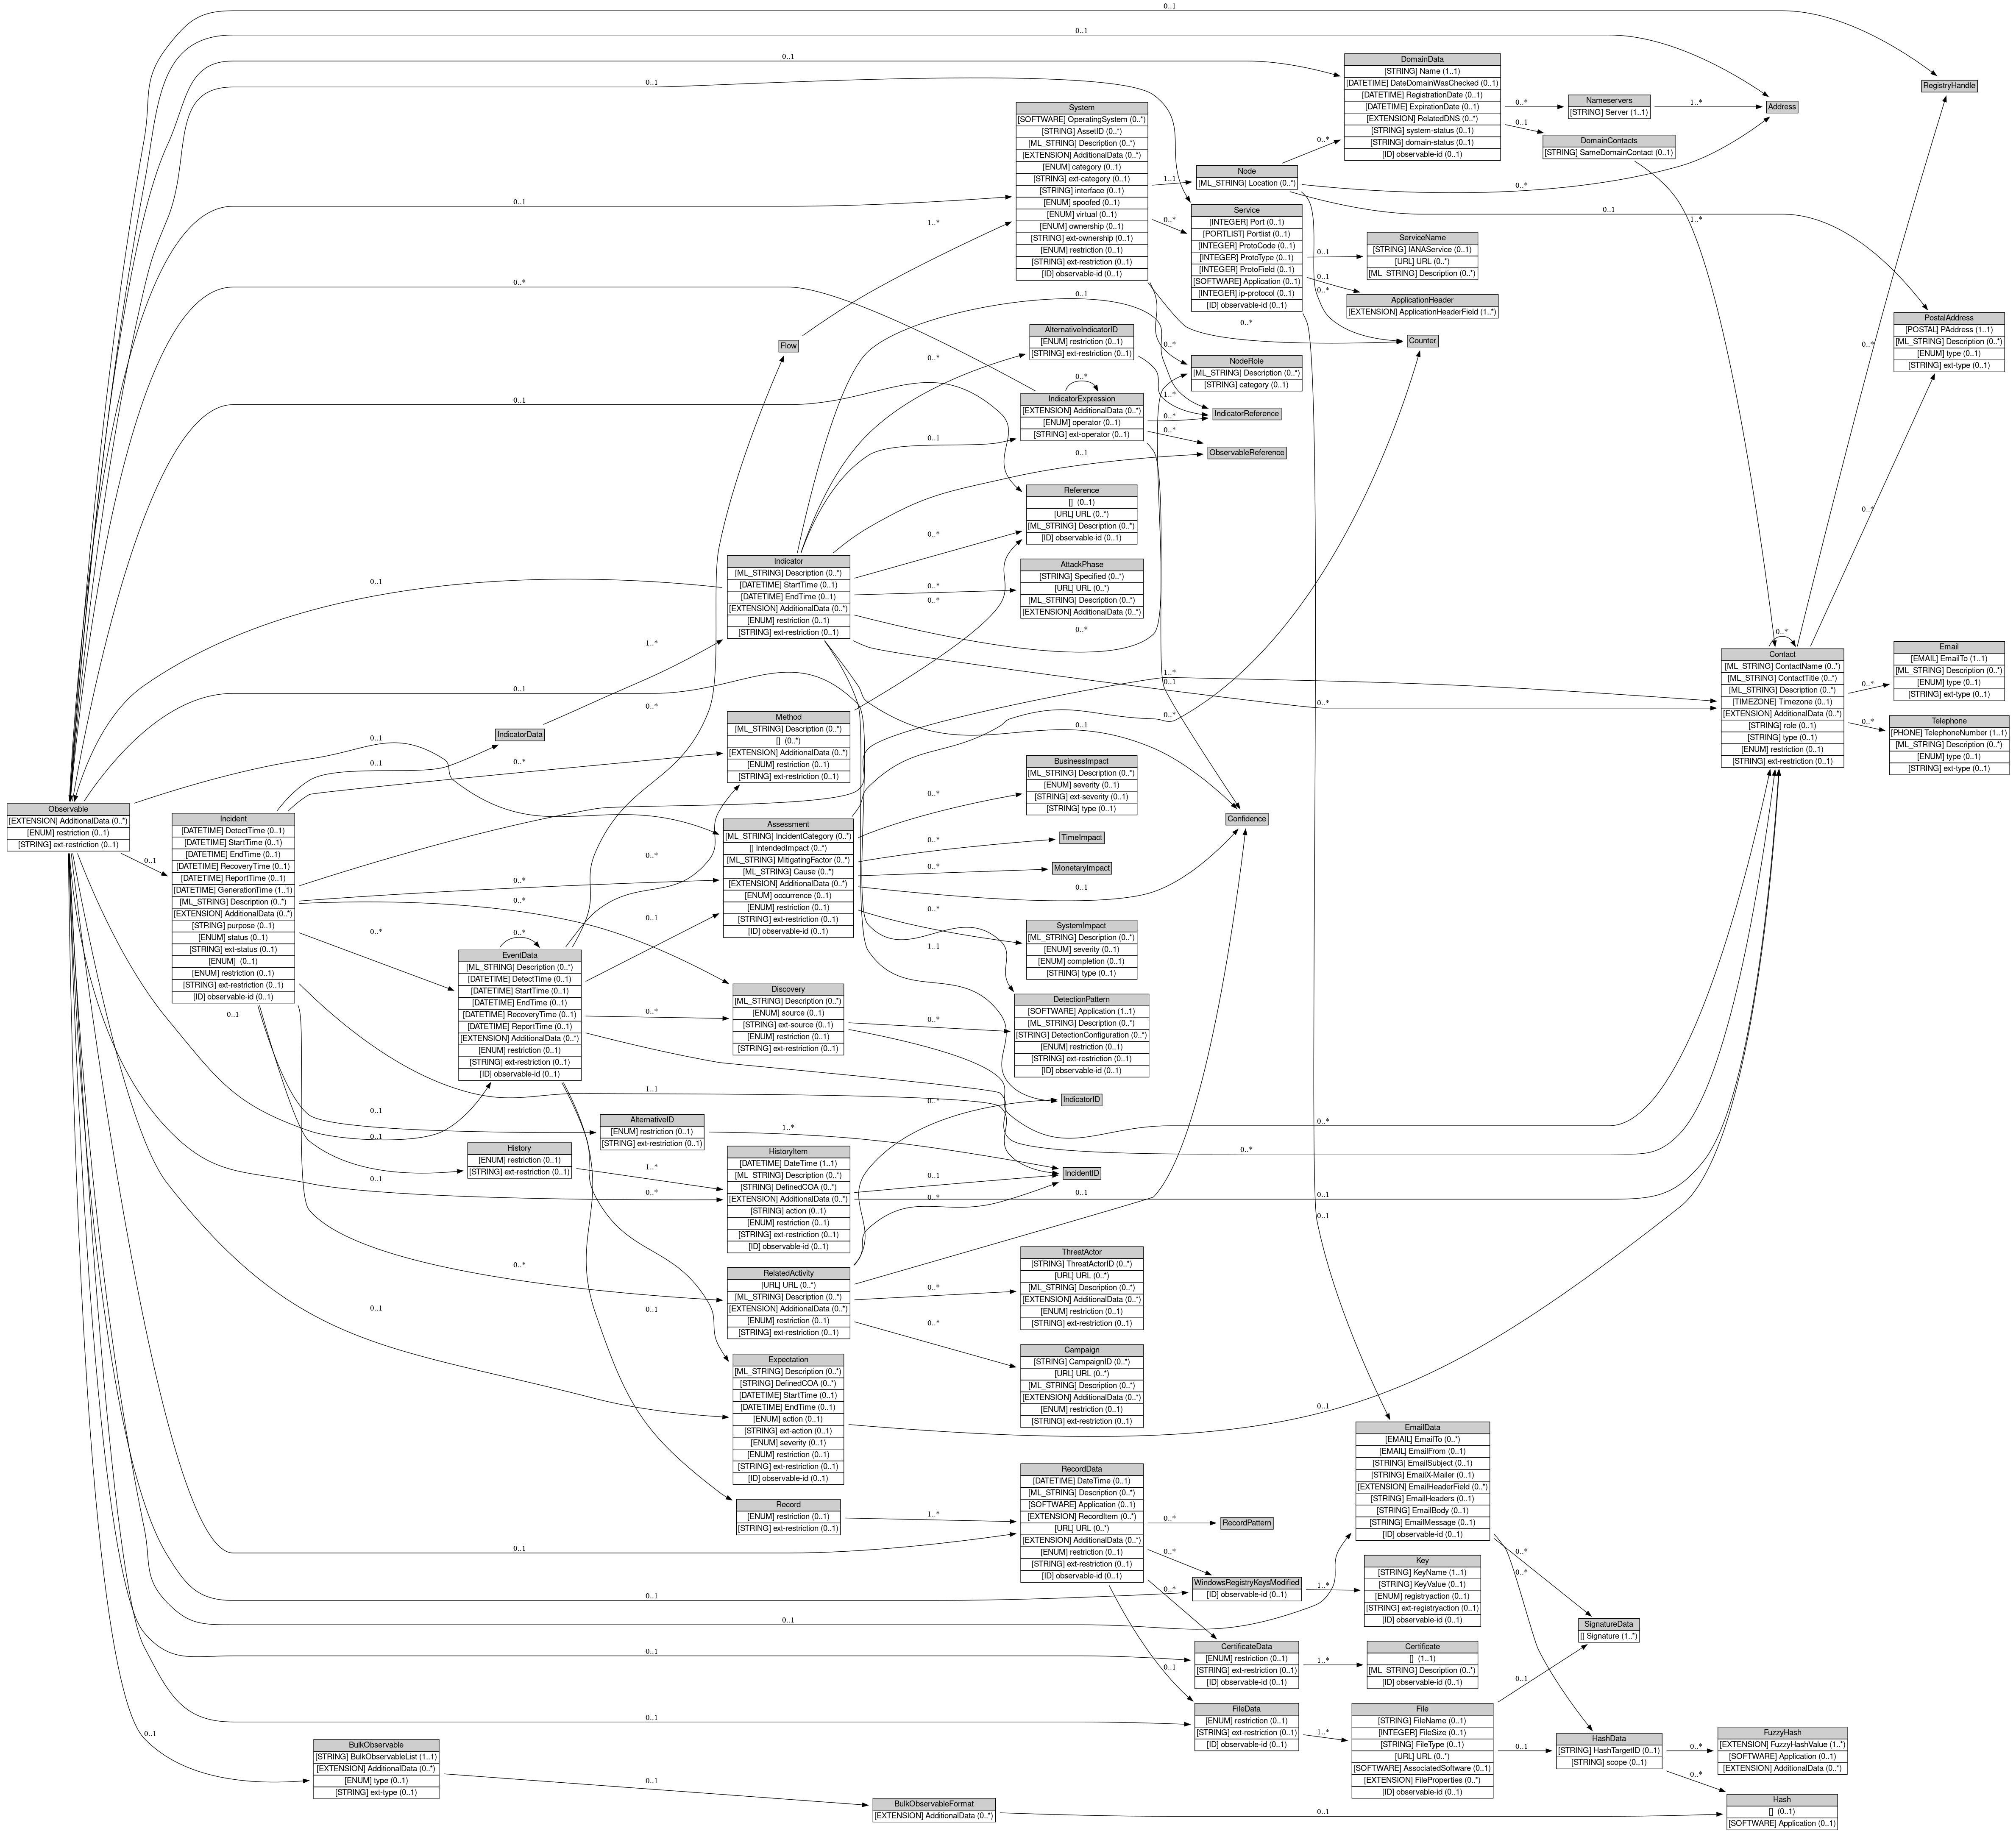 Observable
[EXTENSION] AdditionalData (0..*)
[ENUM] restriction (0..1)
[STRING] ext-restriction (0..1)
Incident
[DATETIME] DetectTime (0..1)
[DATETIME] StartTime (0..1)
[DATETIME] EndTime (0..1)
[DATETIME] RecoveryTime (0..1)
[DATETIME] ReportTime (0..1)
[DATETIME] GenerationTime (1..1)
[ML_STRING] Description (0..*)
[EXTENSION] AdditionalData (0..*)
[STRING] purpose (0..1)
[ENUM] status (0..1)
[STRING] ext-status (0..1)
[ENUM]  (0..1)
[ENUM] restriction (0..1)
[STRING] ext-restriction (0..1)
[ID] observable-id (0..1)
BulkObservable
[STRING] BulkObservableList (1..1)
[EXTENSION] AdditionalData (0..*)
[ENUM] type (0..1)
[STRING] ext-type (0..1)
IndicatorData
EventData
[ML_STRING] Description (0..*)
[DATETIME] DetectTime (0..1)
[DATETIME] StartTime (0..1)
[DATETIME] EndTime (0..1)
[DATETIME] RecoveryTime (0..1)
[DATETIME] ReportTime (0..1)
[EXTENSION] AdditionalData (0..*)
[ENUM] restriction (0..1)
[STRING] ext-restriction (0..1)
[ID] observable-id (0..1)
History
[ENUM] restriction (0..1)
[STRING] ext-restriction (0..1)
AlternativeID
[ENUM] restriction (0..1)
[STRING] ext-restriction (0..1)
Flow
Indicator
[ML_STRING] Description (0..*)
[DATETIME] StartTime (0..1)
[DATETIME] EndTime (0..1)
[EXTENSION] AdditionalData (0..*)
[ENUM] restriction (0..1)
[STRING] ext-restriction (0..1)
Method
[ML_STRING] Description (0..*)
[]  (0..*)
[EXTENSION] AdditionalData (0..*)
[ENUM] restriction (0..1)
[STRING] ext-restriction (0..1)
Assessment
[ML_STRING] IncidentCategory (0..*)
[] IntendedImpact (0..*)
[ML_STRING] MitigatingFactor (0..*)
[ML_STRING] Cause (0..*)
[EXTENSION] AdditionalData (0..*)
[ENUM] occurrence (0..1)
[ENUM] restriction (0..1)
[STRING] ext-restriction (0..1)
[ID] observable-id (0..1)
Discovery
[ML_STRING] Description (0..*)
[ENUM] source (0..1)
[STRING] ext-source (0..1)
[ENUM] restriction (0..1)
[STRING] ext-restriction (0..1)
HistoryItem
[DATETIME] DateTime (1..1)
[ML_STRING] Description (0..*)
[STRING] DefinedCOA (0..*)
[EXTENSION] AdditionalData (0..*)
[STRING] action (0..1)
[ENUM] restriction (0..1)
[STRING] ext-restriction (0..1)
[ID] observable-id (0..1)
RelatedActivity
[URL] URL (0..*)
[ML_STRING] Description (0..*)
[EXTENSION] AdditionalData (0..*)
[ENUM] restriction (0..1)
[STRING] ext-restriction (0..1)
Expectation
[ML_STRING] Description (0..*)
[STRING] DefinedCOA (0..*)
[DATETIME] StartTime (0..1)
[DATETIME] EndTime (0..1)
[ENUM] action (0..1)
[STRING] ext-action (0..1)
[ENUM] severity (0..1)
[ENUM] restriction (0..1)
[STRING] ext-restriction (0..1)
[ID] observable-id (0..1)
Record
[ENUM] restriction (0..1)
[STRING] ext-restriction (0..1)
BulkObservableFormat
[EXTENSION] AdditionalData (0..*)
System
[SOFTWARE] OperatingSystem (0..*)
[STRING] AssetID (0..*)
[ML_STRING] Description (0..*)
[EXTENSION] AdditionalData (0..*)
[ENUM] category (0..1)
[STRING] ext-category (0..1)
[STRING] interface (0..1)
[ENUM] spoofed (0..1)
[ENUM] virtual (0..1)
[ENUM] ownership (0..1)
[STRING] ext-ownership (0..1)
[ENUM] restriction (0..1)
[STRING] ext-restriction (0..1)
[ID] observable-id (0..1)
AlternativeIndicatorID
[ENUM] restriction (0..1)
[STRING] ext-restriction (0..1)
IndicatorExpression
[EXTENSION] AdditionalData (0..*)
[ENUM] operator (0..1)
[STRING] ext-operator (0..1)
Reference
[]  (0..1)
[URL] URL (0..*)
[ML_STRING] Description (0..*)
[ID] observable-id (0..1)
AttackPhase
[STRING] Specified (0..*)
[URL] URL (0..*)
[ML_STRING] Description (0..*)
[EXTENSION] AdditionalData (0..*)
BusinessImpact
[ML_STRING] Description (0..*)
[ENUM] severity (0..1)
[STRING] ext-severity (0..1)
[STRING] type (0..1)
TimeImpact
MonetaryImpact
SystemImpact
[ML_STRING] Description (0..*)
[ENUM] severity (0..1)
[ENUM] completion (0..1)
[STRING] type (0..1)
DetectionPattern
[SOFTWARE] Application (1..1)
[ML_STRING] Description (0..*)
[STRING] DetectionConfiguration (0..*)
[ENUM] restriction (0..1)
[STRING] ext-restriction (0..1)
[ID] observable-id (0..1)
IndicatorID
IncidentID
ThreatActor
[STRING] ThreatActorID (0..*)
[URL] URL (0..*)
[ML_STRING] Description (0..*)
[EXTENSION] AdditionalData (0..*)
[ENUM] restriction (0..1)
[STRING] ext-restriction (0..1)
Campaign
[STRING] CampaignID (0..*)
[URL] URL (0..*)
[ML_STRING] Description (0..*)
[EXTENSION] AdditionalData (0..*)
[ENUM] restriction (0..1)
[STRING] ext-restriction (0..1)
RecordData
[DATETIME] DateTime (0..1)
[ML_STRING] Description (0..*)
[SOFTWARE] Application (0..1)
[EXTENSION] RecordItem (0..*)
[URL] URL (0..*)
[EXTENSION] AdditionalData (0..*)
[ENUM] restriction (0..1)
[STRING] ext-restriction (0..1)
[ID] observable-id (0..1)
Node
[ML_STRING] Location (0..*)
Service
[INTEGER] Port (0..1)
[PORTLIST] Portlist (0..1)
[INTEGER] ProtoCode (0..1)
[INTEGER] ProtoType (0..1)
[INTEGER] ProtoField (0..1)
[SOFTWARE] Application (0..1)
[INTEGER] ip-protocol (0..1)
[ID] observable-id (0..1)
NodeRole
[ML_STRING] Description (0..*)
[STRING] category (0..1)
IndicatorReference
ObservableReference
Confidence
RecordPattern
WindowsRegistryKeysModified
[ID] observable-id (0..1)
CertificateData
[ENUM] restriction (0..1)
[STRING] ext-restriction (0..1)
[ID] observable-id (0..1)
FileData
[ENUM] restriction (0..1)
[STRING] ext-restriction (0..1)
[ID] observable-id (0..1)
DomainData
[STRING] Name (1..1)
[DATETIME] DateDomainWasChecked (0..1)
[DATETIME] RegistrationDate (0..1)
[DATETIME] ExpirationDate (0..1)
[EXTENSION] RelatedDNS (0..*)
[STRING] system-status (0..1)
[STRING] domain-status (0..1)
[ID] observable-id (0..1)
ServiceName
[STRING] IANAService (0..1)
[URL] URL (0..*)
[ML_STRING] Description (0..*)
ApplicationHeader
[EXTENSION] ApplicationHeaderField (1..*)
Counter
EmailData
[EMAIL] EmailTo (0..*)
[EMAIL] EmailFrom (0..1)
[STRING] EmailSubject (0..1)
[STRING] EmailX-Mailer (0..1)
[EXTENSION] EmailHeaderField (0..*)
[STRING] EmailHeaders (0..1)
[STRING] EmailBody (0..1)
[STRING] EmailMessage (0..1)
[ID] observable-id (0..1)
Key
[STRING] KeyName (1..1)
[STRING] KeyValue (0..1)
[ENUM] registryaction (0..1)
[STRING] ext-registryaction (0..1)
[ID] observable-id (0..1)
Certificate
[]  (1..1)
[ML_STRING] Description (0..*)
[ID] observable-id (0..1)
File
[STRING] FileName (0..1)
[INTEGER] FileSize (0..1)
[STRING] FileType (0..1)
[URL] URL (0..*)
[SOFTWARE] AssociatedSoftware (0..1)
[EXTENSION] FileProperties (0..*)
[ID] observable-id (0..1)
Nameservers
[STRING] Server (1..1)
DomainContacts
[STRING] SameDomainContact (0..1)
SignatureData
[] Signature (1..*)
HashData
[STRING] HashTargetID (0..1)
[STRING] scope (0..1)
Address
Contact
[ML_STRING] ContactName (0..*)
[ML_STRING] ContactTitle (0..*)
[ML_STRING] Description (0..*)
[TIMEZONE] Timezone (0..1)
[EXTENSION] AdditionalData (0..*)
[STRING] role (0..1)
[STRING] type (0..1)
[ENUM] restriction (0..1)
[STRING] ext-restriction (0..1)
FuzzyHash
[EXTENSION] FuzzyHashValue (1..*)
[SOFTWARE] Application (0..1)
[EXTENSION] AdditionalData (0..*)
Hash
[]  (0..1)
[SOFTWARE] Application (0..1)
RegistryHandle
PostalAddress
[POSTAL] PAddress (1..1)
[ML_STRING] Description (0..*)
[ENUM] type (0..1)
[STRING] ext-type (0..1)
Email
[EMAIL] EmailTo (1..1)
[ML_STRING] Description (0..*)
[ENUM] type (0..1)
[STRING] ext-type (0..1)
Telephone
[PHONE] TelephoneNumber (1..1)
[ML_STRING] Description (0..*)
[ENUM] type (0..1)
[STRING] ext-type (0..1)